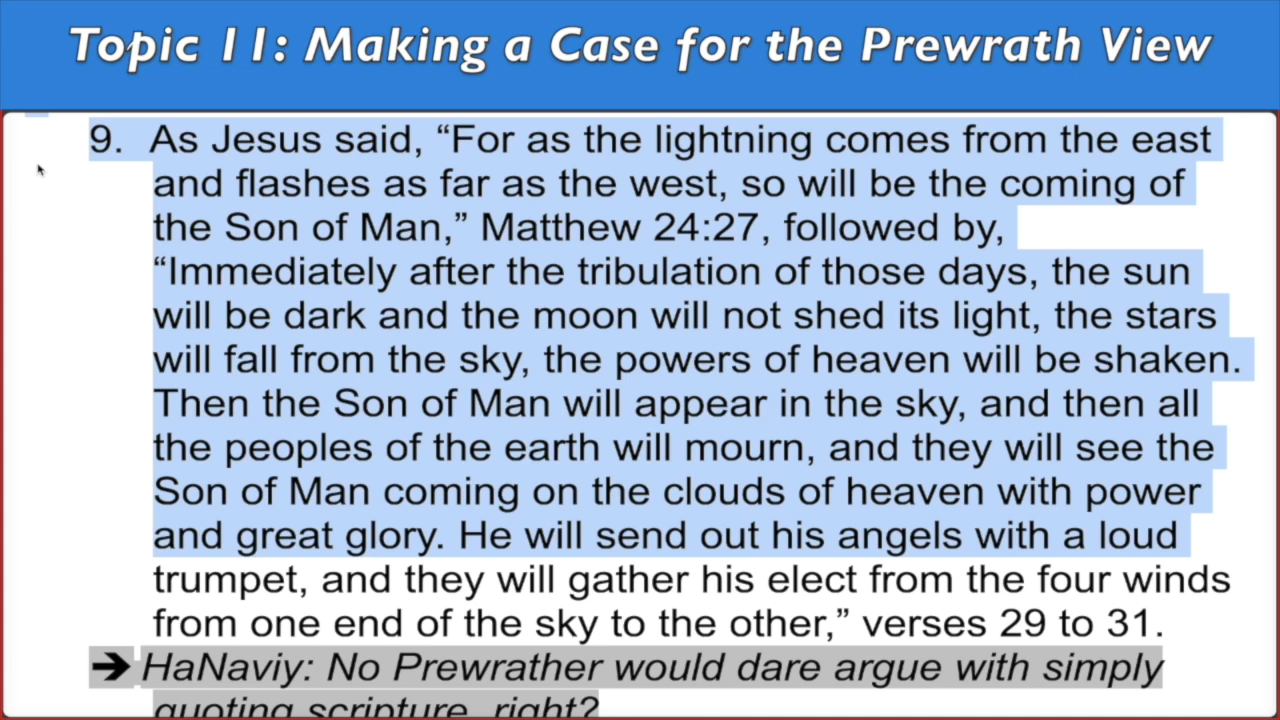 Topic 11: Making a Case for the Prewrath View
9. As Jesus said, “For as the lightning comes from the east
and flashes as far as the west, so will be the coming of
the Son of Man,” Matthew 24:27, followed by,
“Immediately after the tribulation of those days, the sun
will be dark and the moon will not shed its light, the stars
will fall from the sky, the powers of heaven will be shaken.
Then the Son of Man will appear in the sky, and then all
the peoples of the earth will mourn, and they will see the
Son of Man coming on the clouds of heaven with power
and great glory. He will send out his angels with a loud
trumpet, and they will gather his elect from the four winds
from one end of the sky to the other,” verses 29 to 31.
➔ HaNaviy: No Prewrather would dare argue with simply
quoting scripture, right?